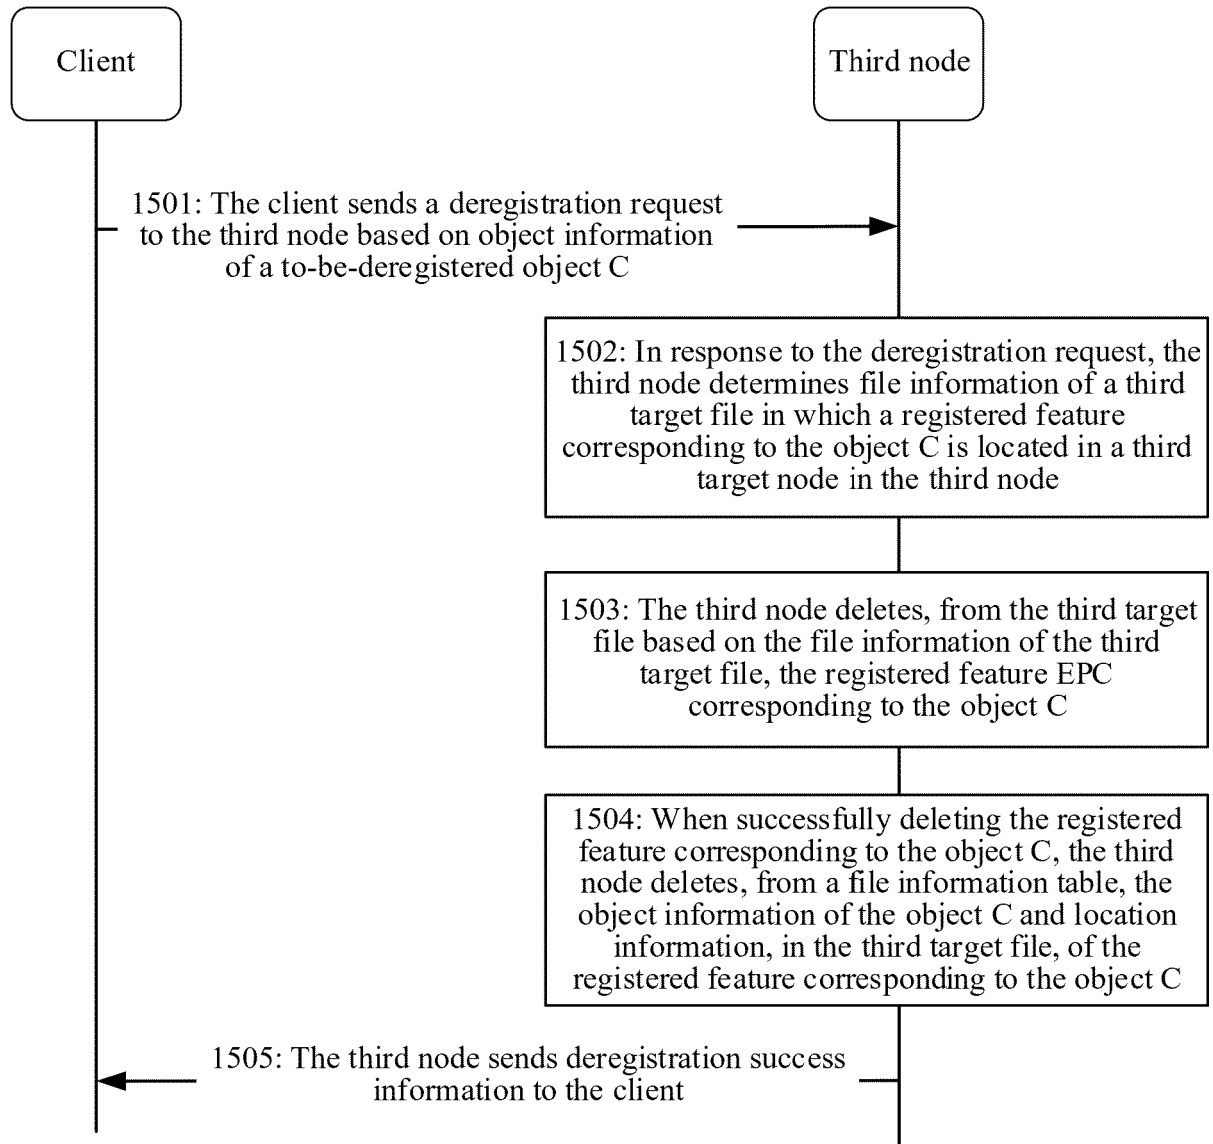 Client
Third node
1501: The client sends a deregistration request
to the third node based on object information
of a to-be-deregistered object C
1502: In response to the deregistration request, the
third node determines file information of a third
target file in which a registered feature
corresponding to the object C is located in a third
target node in the third node
1503: The third node deletes, from the third target
file based on the file information of the third
target file, the registered feature EPC
corresponding to the object C
1504: When successfully deleting the registered
feature corresponding to the object C, the third
node deletes, from a file information table, the
object information of the object C and location
information, in the third target file, of the
registered feature corresponding to the object C
1505: The third node sends deregistration success
information to the client